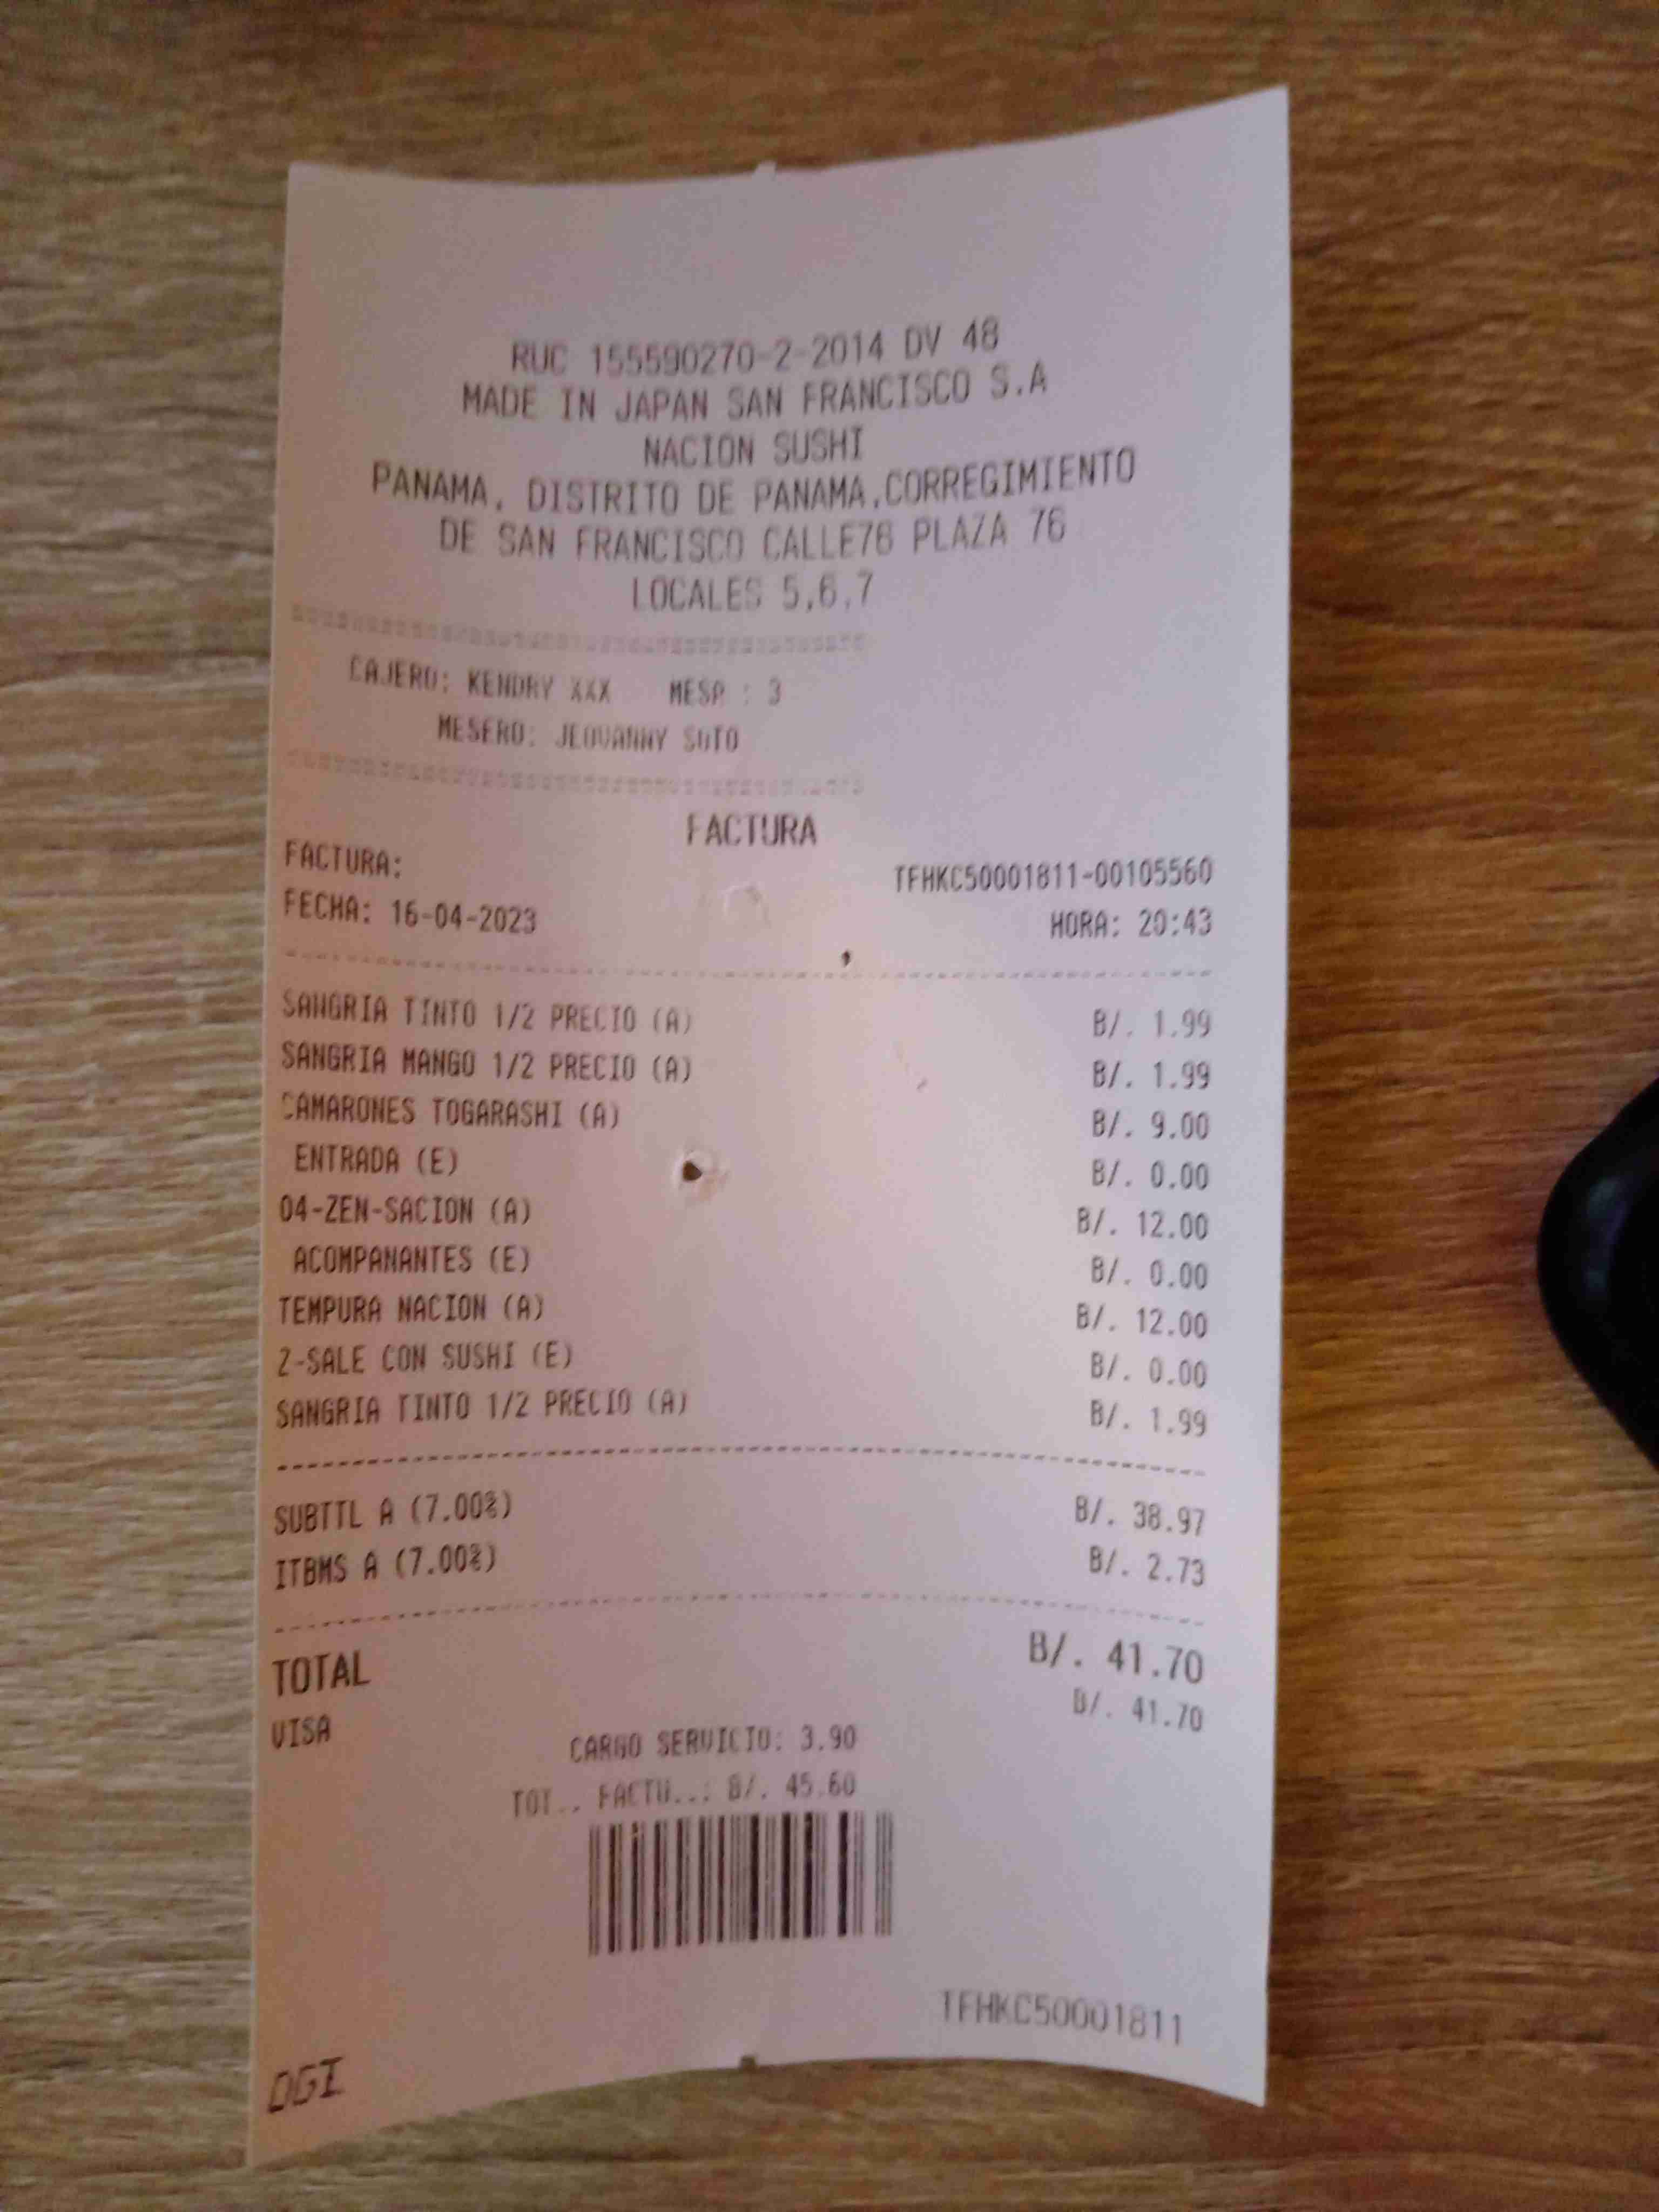 RUC 155590270-2-2014 DV 48
MADE IN JAPAN SAN FRANCISCO S.A
NACION SUSHI
PANAMA, DISTRITO DE PANAMA,CORREGIMIENTO
DE SAN FRANCISCO CALLE76 PLAZA 76
LOCALES 5,6,7
CAJERO: KENDRY XXX MESA : 3
MESERO: JEOVANNY SOTO
FACTURA
FACTURA: TFHKC50001811-00105560
FECHA: 16-04-2023 HORA: 20:43
SANGRIA TINTO 1/2 PRECIO (A) B/. 1.99
SANGRIA MANGO 1/2 PRECIO (A) B/. 1.99
CAMARONES TOGARASHI (A) B/. 9.00
ENTRADA (E) B/. 0.00
04-ZEN-SACION (A) B/. 12.00
ACOMPANANTES (E) B/. 0.00
TEMPURA NACION (A) B/. 12.00
2-SALE CON SUSHI (E) B/. 0.00
SANGRIA TINTO 1/2 PRECIO (A) B/. 1.99
SUBTTL A (7.00%) B/. 38.97
ITBMS A (7.00%) B/. 2.73
TOTAL B/. 41.70
VISA B/. 41.70
CARGO SERVICIO: 3.90
TOT.. FACTU..: B/. 45.60
TFHKC50001811
DGI